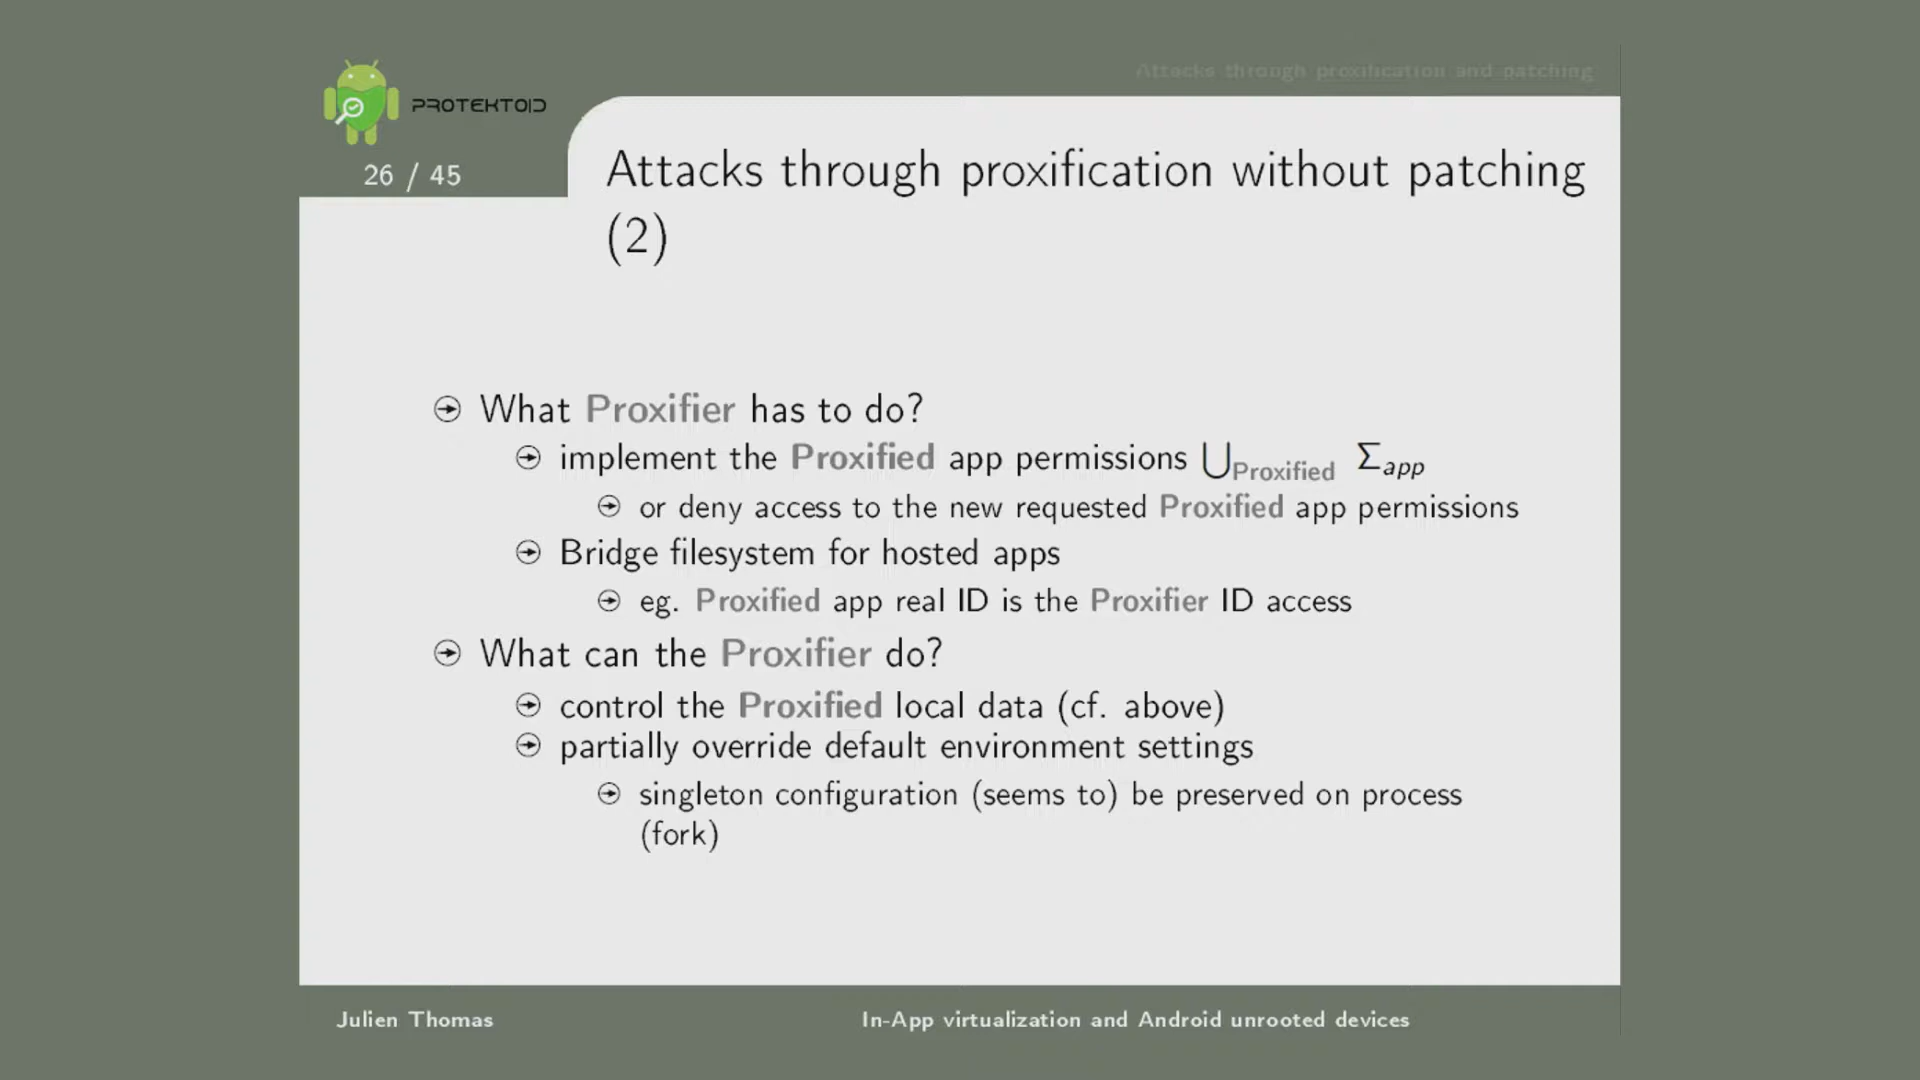 Attacks through proxification and patching
PROTEKTOID
26 / 45
Attacks through proxification without patching
(2)
What Proxifier has to do?
implement the Proxified app permissions ⋃Proxified Σapp
or deny access to the new requested Proxified app permissions
Bridge filesystem for hosted apps
eg. Proxified app real ID is the Proxifier ID access
What can the Proxifier do?
control the Proxified local data (cf. above)
partially override default environment settings
singleton configuration (seems to) be preserved on process
(fork)
Julien Thomas
In-App virtualization and Android unrooted devices